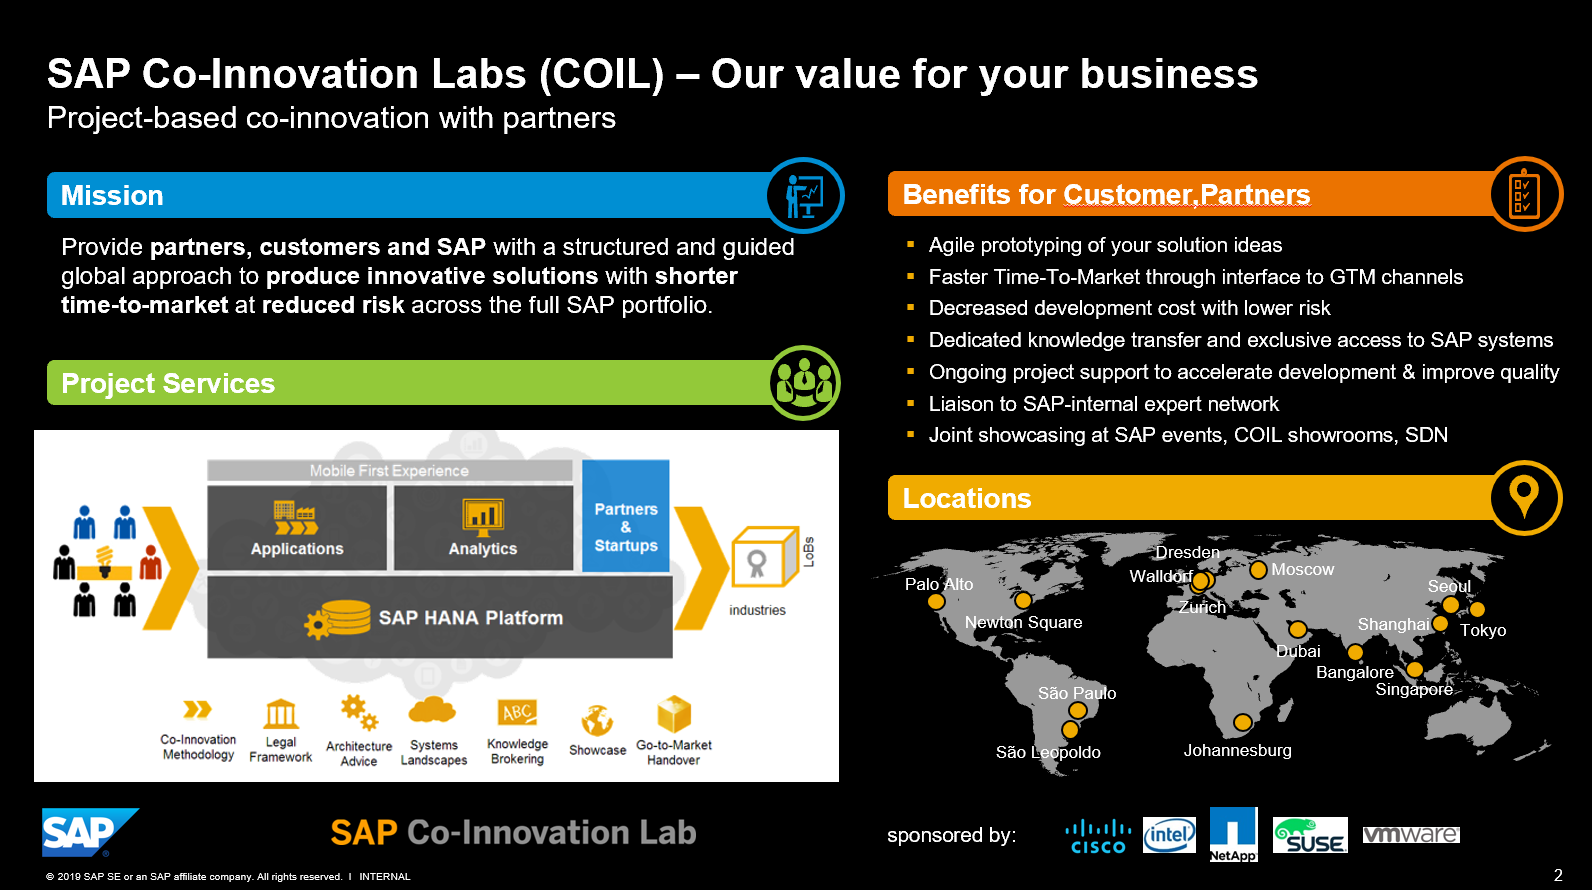 SAP Co-Innovation Labs (COIL) – Our value for your business
Project-based co-innovation with partners
Mission
Provide partners, customers and SAP with a structured and guided
global approach to produce innovative solutions with shorter
time-to-market at reduced risk across the full SAP portfolio.
Project Services
Mobile First Experience
Applications
Analytics
Partners
&
Startups
SAP HANA Platform
LoBs
industries
Co-Innovation
Methodology
Legal
Framework
Architecture
Advice
Systems
Landscapes
ABC
Knowledge
Brokering
Showcase
Go-to-Market
Handover
Benefits for Customer,Partners
▪ Agile prototyping of your solution ideas
▪ Faster Time-To-Market through interface to GTM channels
▪ Decreased development cost with lower risk
▪ Dedicated knowledge transfer and exclusive access to SAP systems
▪ Ongoing project support to accelerate development & improve quality
▪ Liaison to SAP-internal expert network
▪ Joint showcasing at SAP events, COIL showrooms, SDN
Locations
Dresden
Walldorf
Moscow
Palo Alto
Seoul
Zurich
Newton Square
Shanghai
Tokyo
Dubai
Bangalore
Singapore
São Paulo
São Leopoldo
Johannesburg
SAP
SAP Co-Innovation Lab
sponsored by:
CISCO
intel
NetApp
SUSE
vmware
© 2019 SAP SE or an SAP affiliate company. All rights reserved. I INTERNAL
2